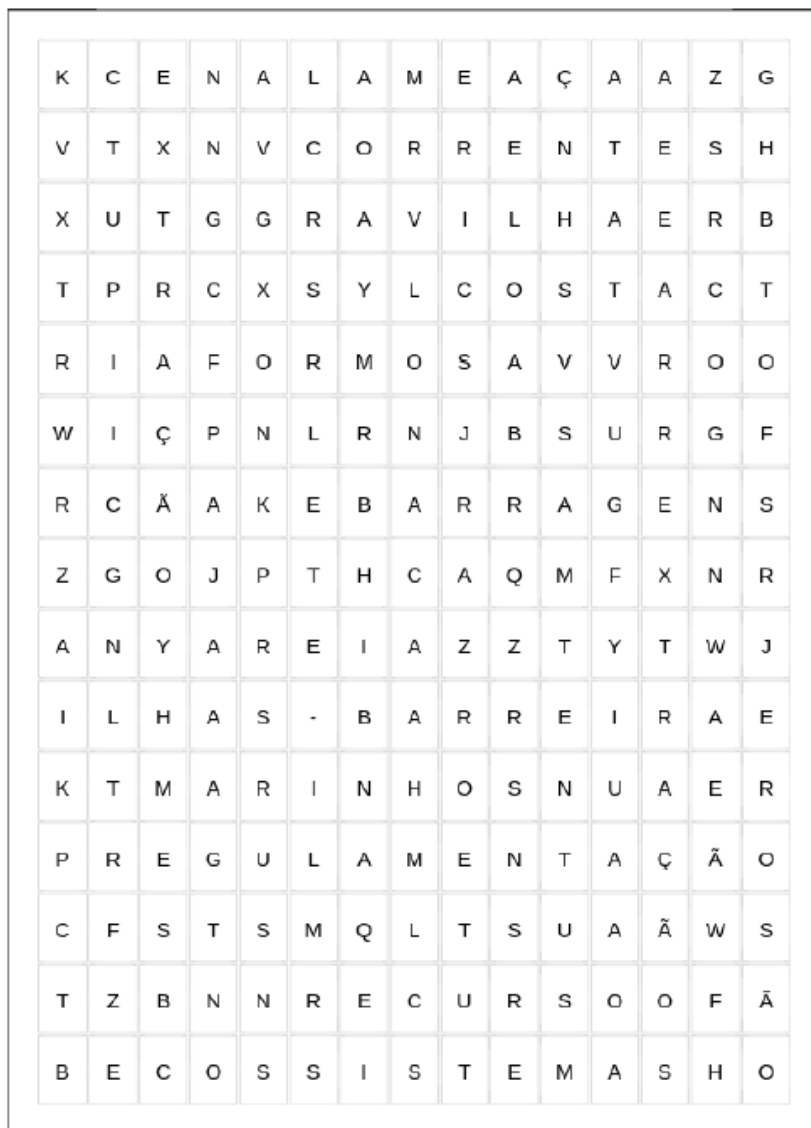 K C E N A L A M E A Ç A A Z G
V T X N V C O R R E N T E S H
X U T G G R A V I L H A E R B
T P R C X S Y L C O S T A C T
R I A F O R M O S A V V R O O
W I Ç P N L R N J B S U R G F
R C Ã A K E B A R R A G E N S
Z G O J P T H C A Q M F X N R
A N Y A R E I A Z Z T Y T W J
I L H A S - B A R R E I R A E
K T M A R I N H O S N U A E R
P R E G U L A M E N T A Ç Ã O
C F S T S M Q L T S U A Ã W S
T Z B N N R E C U R S O O F Ã
B E C O S S I S T E M A S H O